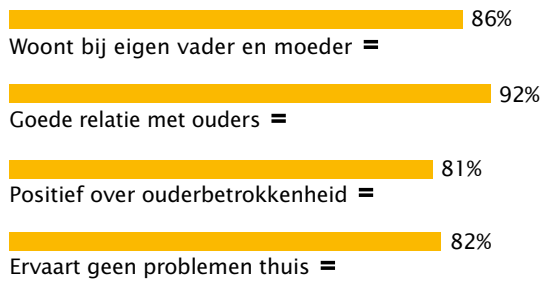 86%
Woont bij eigen vader en moeder =
92%
Goede relatie met ouders =
81%
Positief over ouderbetrokkenheid =
82%
Ervaart geen problemen thuis =